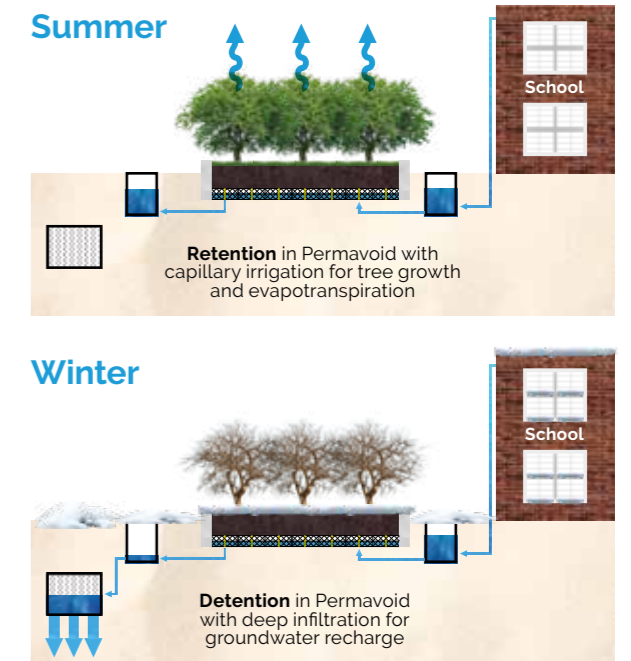 Summer
School
Retention in Permavoid with
capillary irrigation for tree growth
and evapotranspiration
Winter
School
Detention in Permavoid
with deep infiltration for
groundwater recharge